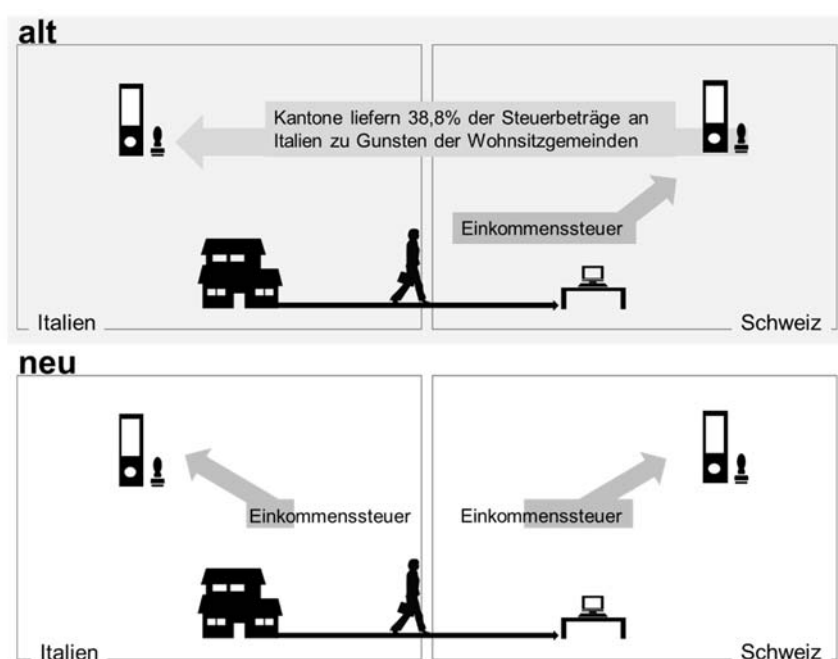 alt
Kantone liefern 38,8% der Steuerbeträge an
Italien zu Gunsten der Wohnsitzgemeinden
Einkommenssteuer
Italien
Schweiz
neu
Einkommenssteuer
Einkommenssteuer
Italien
Schweiz